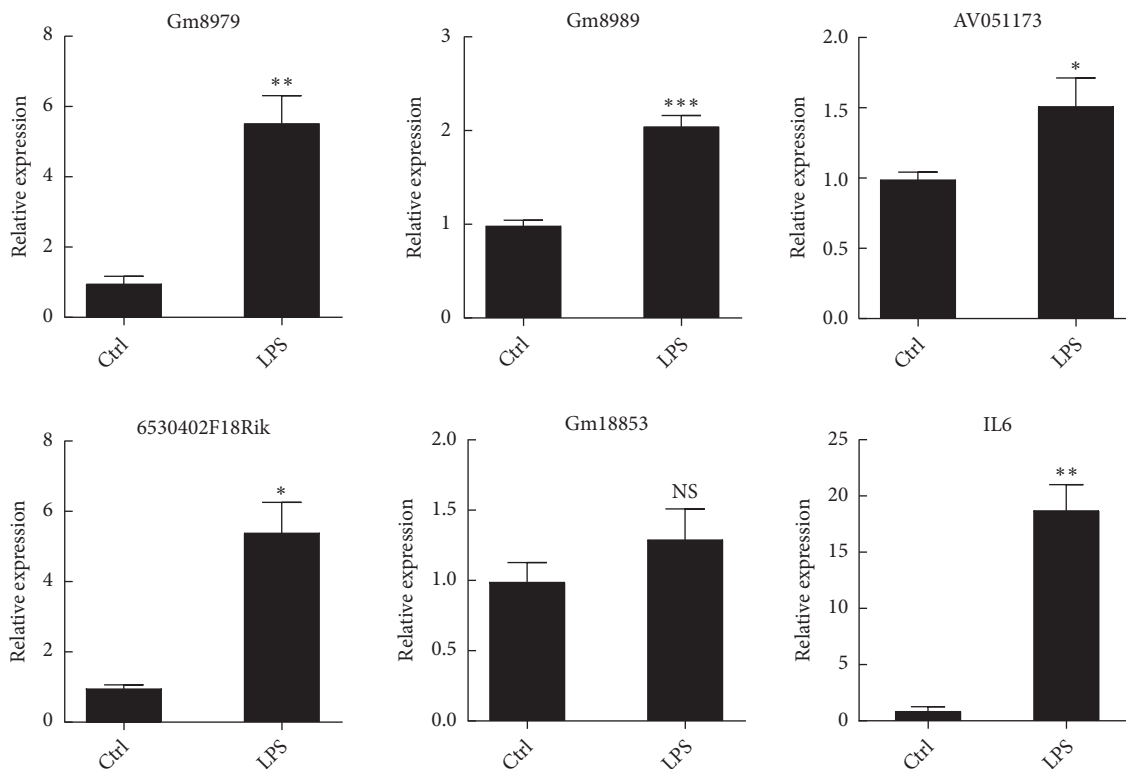 Gm8979
8
6
4
2
0
Relative expression
**
Ctrl
LPS
Gm8989
3
2
1
0
Relative expression
***
Ctrl
LPS
AV051173
2.0
1.5
1.0
0.5
0.0
Relative expression
*
Ctrl
LPS
6530402F18Rik
8
6
4
2
0
Relative expression
*
Ctrl
LPS
Gm18853
2.0
1.5
1.0
0.5
0.0
Relative expression
NS
Ctrl
LPS
IL6
25
20
15
10
5
0
Relative expression
**
Ctrl
LPS